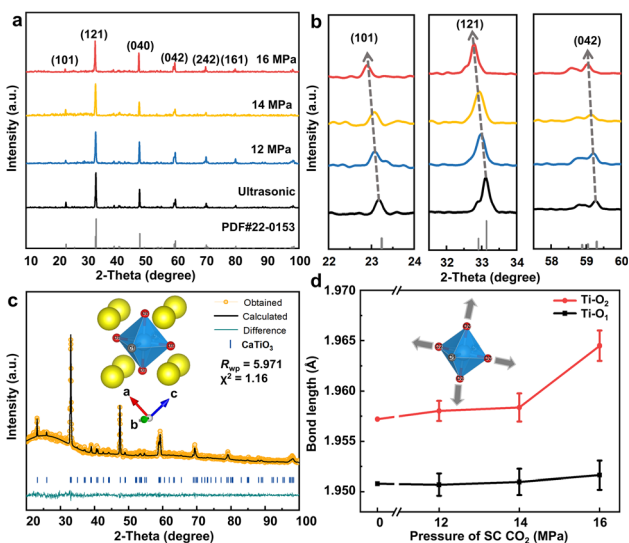 a
(121)
(101)
(040)
(042)
(242)
(161)
16 MPa
14 MPa
12 MPa
Ultrasonic
PDF#22-0153
Intensity (a.u.)
10 20 30 40 50 60 70 80 90 100
2-Theta (degree)
b
(101)
(121)
(042)
Intensity (a.u.)
22 23 24
32 33 34
57 58 59 60
2-Theta (degree)
c
Obtained
Calculated
Difference
CaTiO3
Rwp = 5.971
χ2 = 1.16
a
c
b
Intensity (a.u.)
20 30 40 50 60 70 80 90 100
2-Theta (degree)
d
Ti-O2
Ti-O1
1.970
1.965
1.960
1.955
1.950
Bond length (Å)
0 12 14 16
Pressure of SC CO2 (MPa)